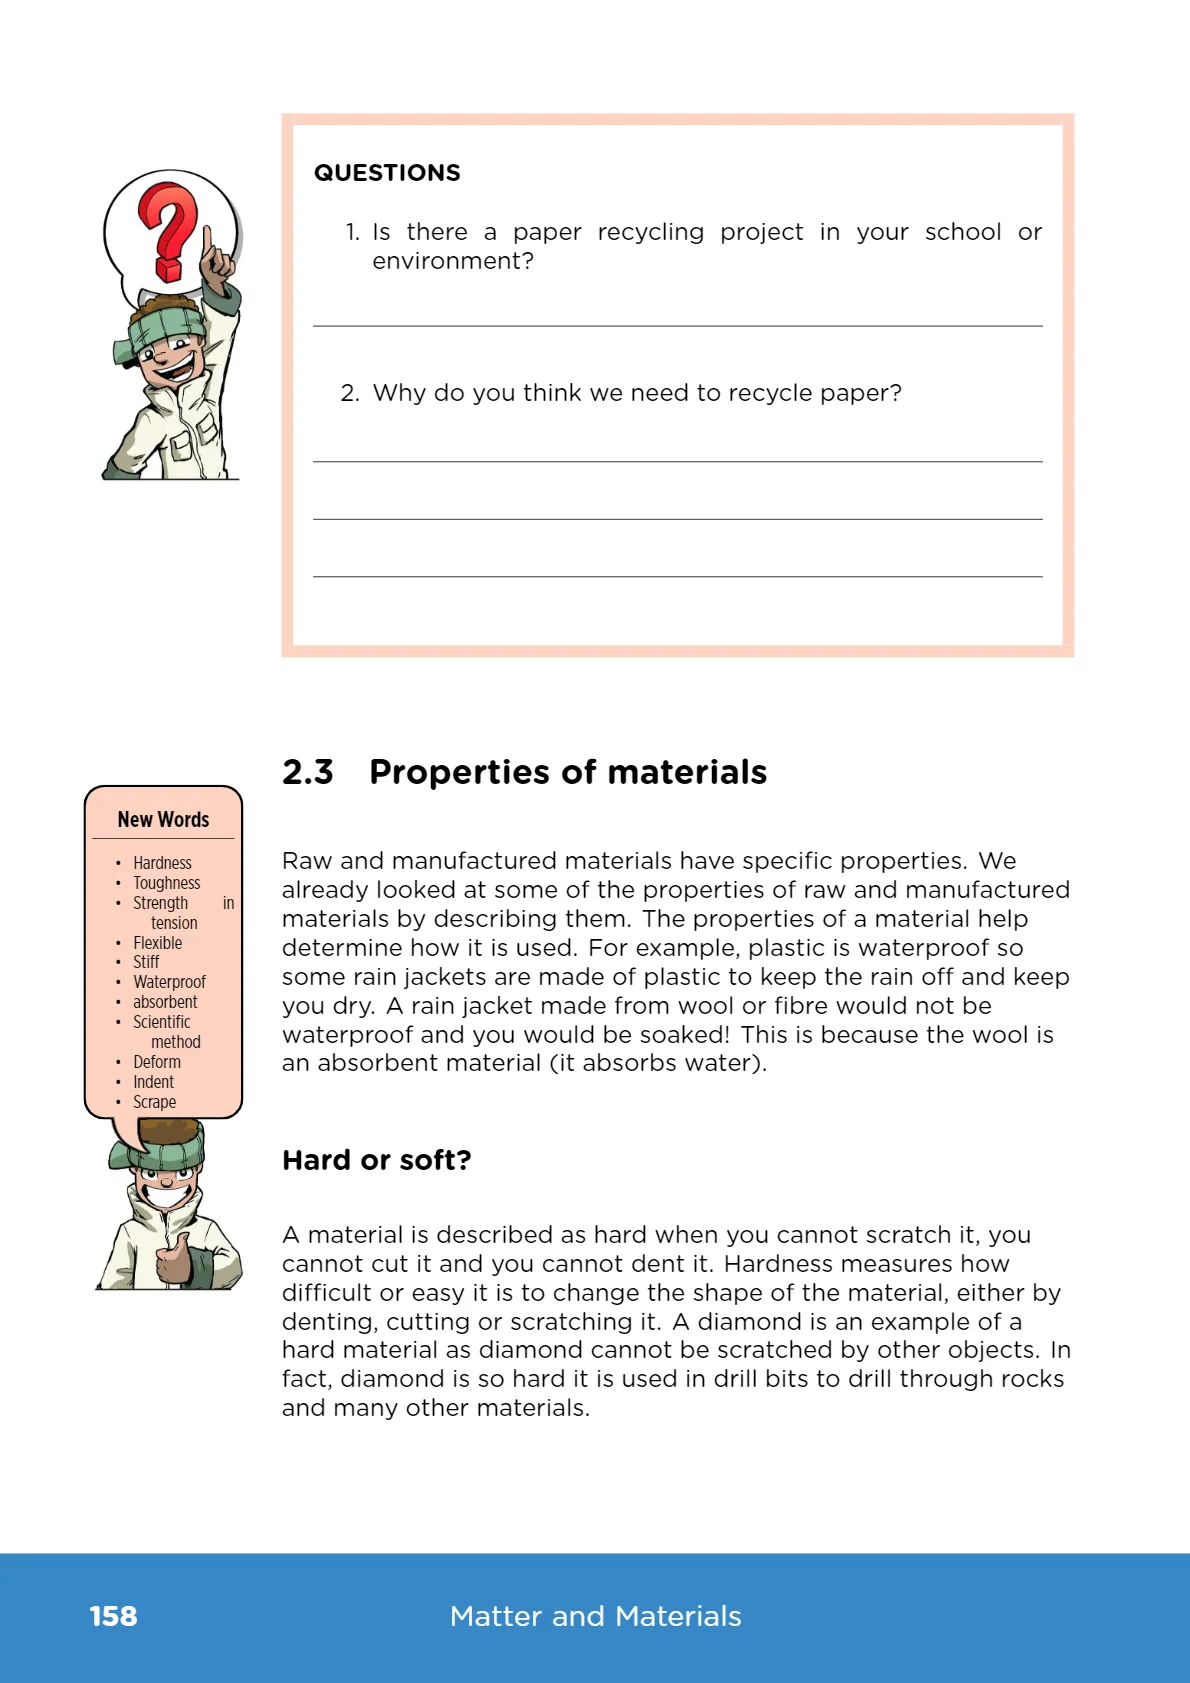 QUESTIONS
1. Is there a paper recycling project in your school or
environment?
2. Why do you think we need to recycle paper?
2.3 Properties of materials
New Words
• Hardness
• Toughness
• Strength in
tension
• Flexible
• Stiff
• Waterproof
• absorbent
• Scientific
method
• Deform
• Indent
• Scrape
Raw and manufactured materials have specific properties. We
already looked at some of the properties of raw and manufactured
materials by describing them. The properties of a material help
determine how it is used. For example, plastic is waterproof so
some rain jackets are made of plastic to keep the rain off and keep
you dry. A rain jacket made from wool or fibre would not be
waterproof and you would be soaked! This is because the wool is
an absorbent material (it absorbs water).
Hard or soft?
A material is described as hard when you cannot scratch it, you
cannot cut it and you cannot dent it. Hardness measures how
difficult or easy it is to change the shape of the material, either by
denting, cutting or scratching it. A diamond is an example of a
hard material as diamond cannot be scratched by other objects. In
fact, diamond is so hard it is used in drill bits to drill through rocks
and many other materials.
158 Matter and Materials